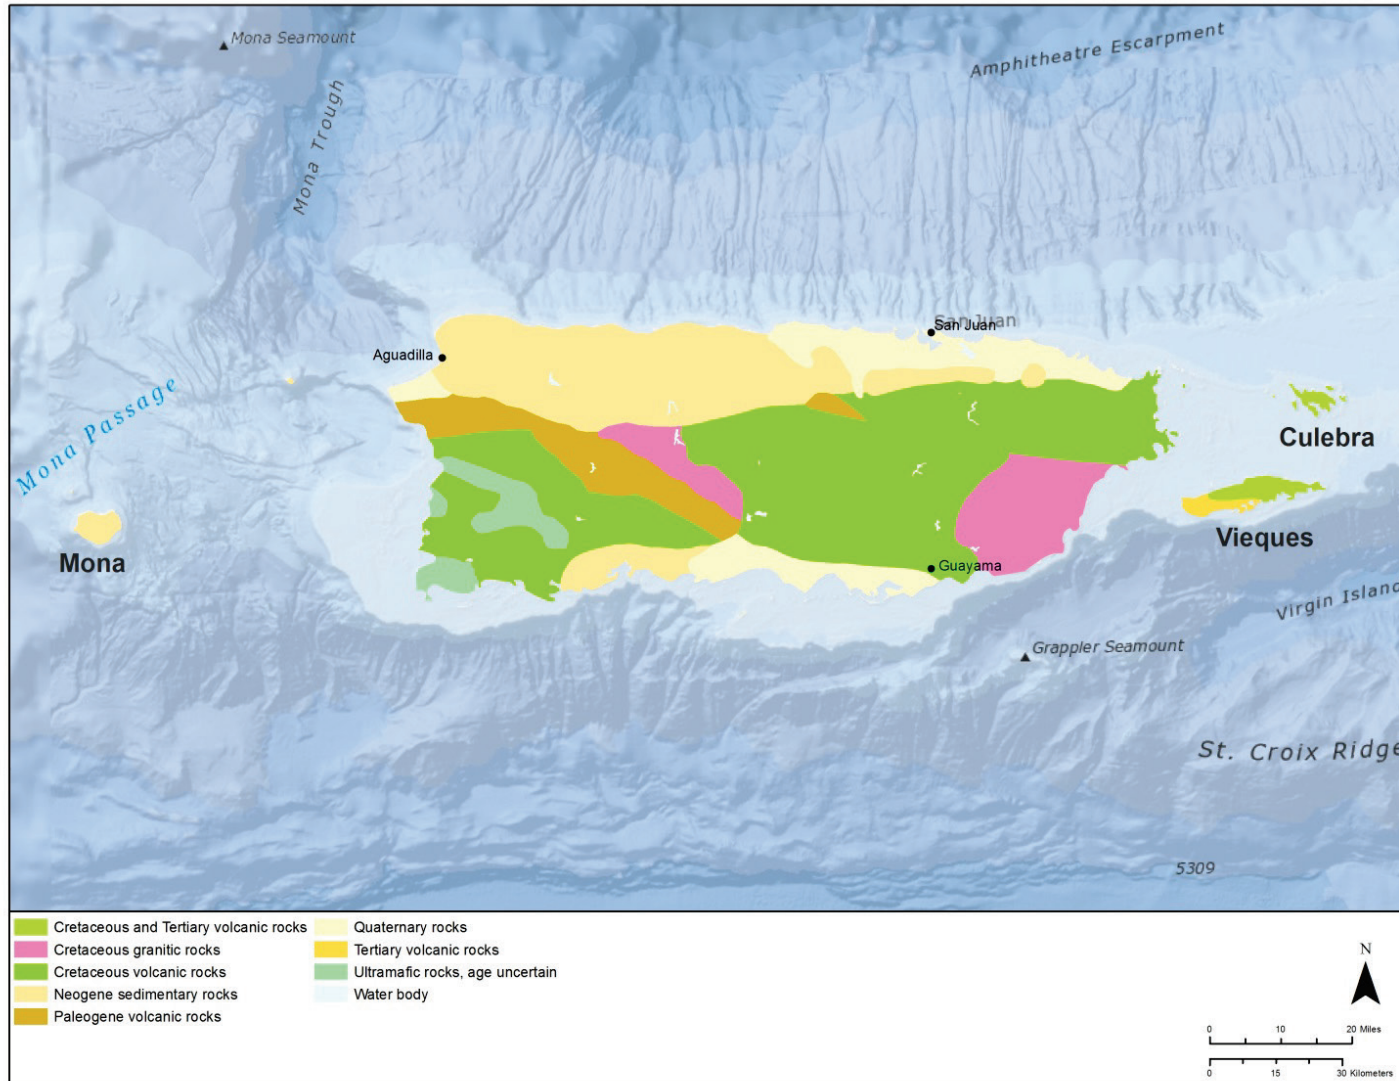 Mona Seamount
Amphitheatre Escarpment
Mona Trough
San Juan
San Juan
Aguadilla
Mona Passage
Culebra
Mona
Vieques
Guayama
Virgin Island
Grappler Seamount
St. Croix Ridge
5309
Cretaceous and Tertiary volcanic rocks
Cretaceous granitic rocks
Cretaceous volcanic rocks
Neogene sedimentary rocks
Paleogene volcanic rocks
Quaternary rocks
Tertiary volcanic rocks
Ultramafic rocks, age uncertain
Water body
N
0 10 20 Miles
0 15 30 Kilometers